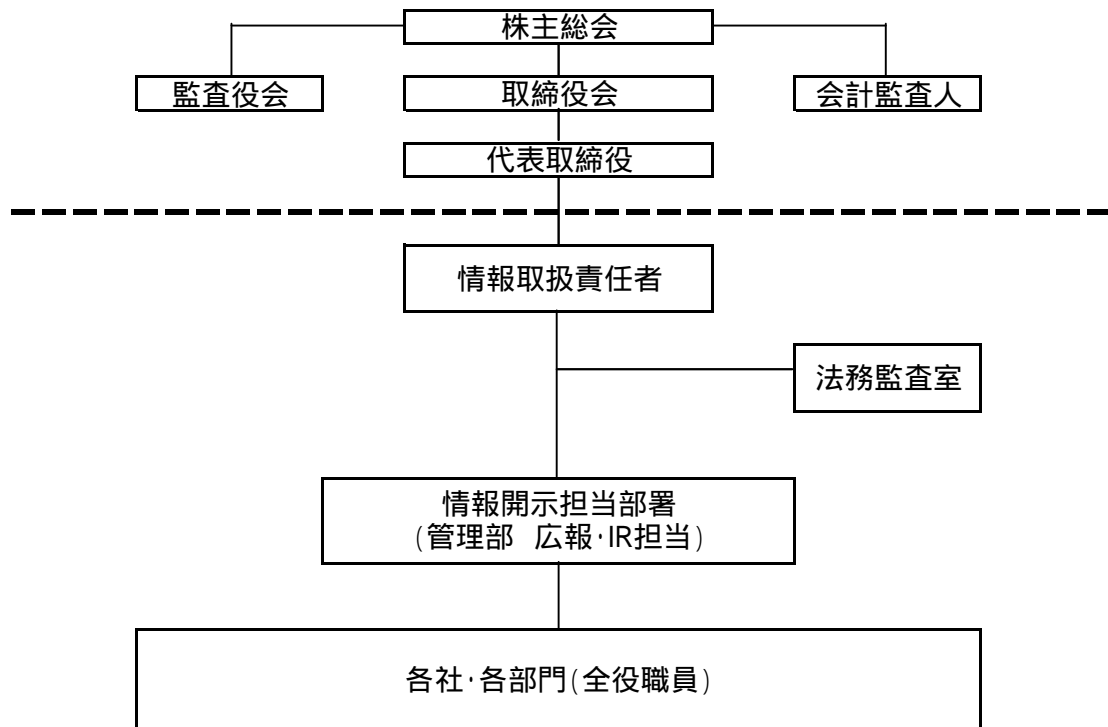 株主総会
監査役会
取締役会
会計監査人
代表取締役
情報取扱責任者
法務監査室
情報開示担当部署
(管理部 広報·IR担当)
各社·各部門(全役職員)